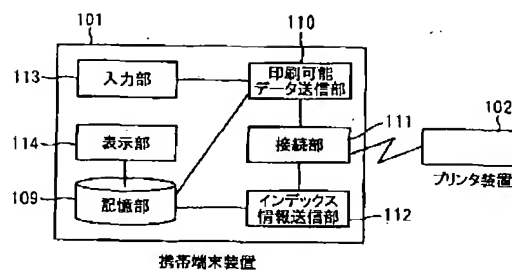 101
110
113
入力部
印刷可能
データ送信部
111
102
114
表示部
接続部
プリンタ装置
109
記憶部
インデックス
情報送信部
112
携帯端末装置